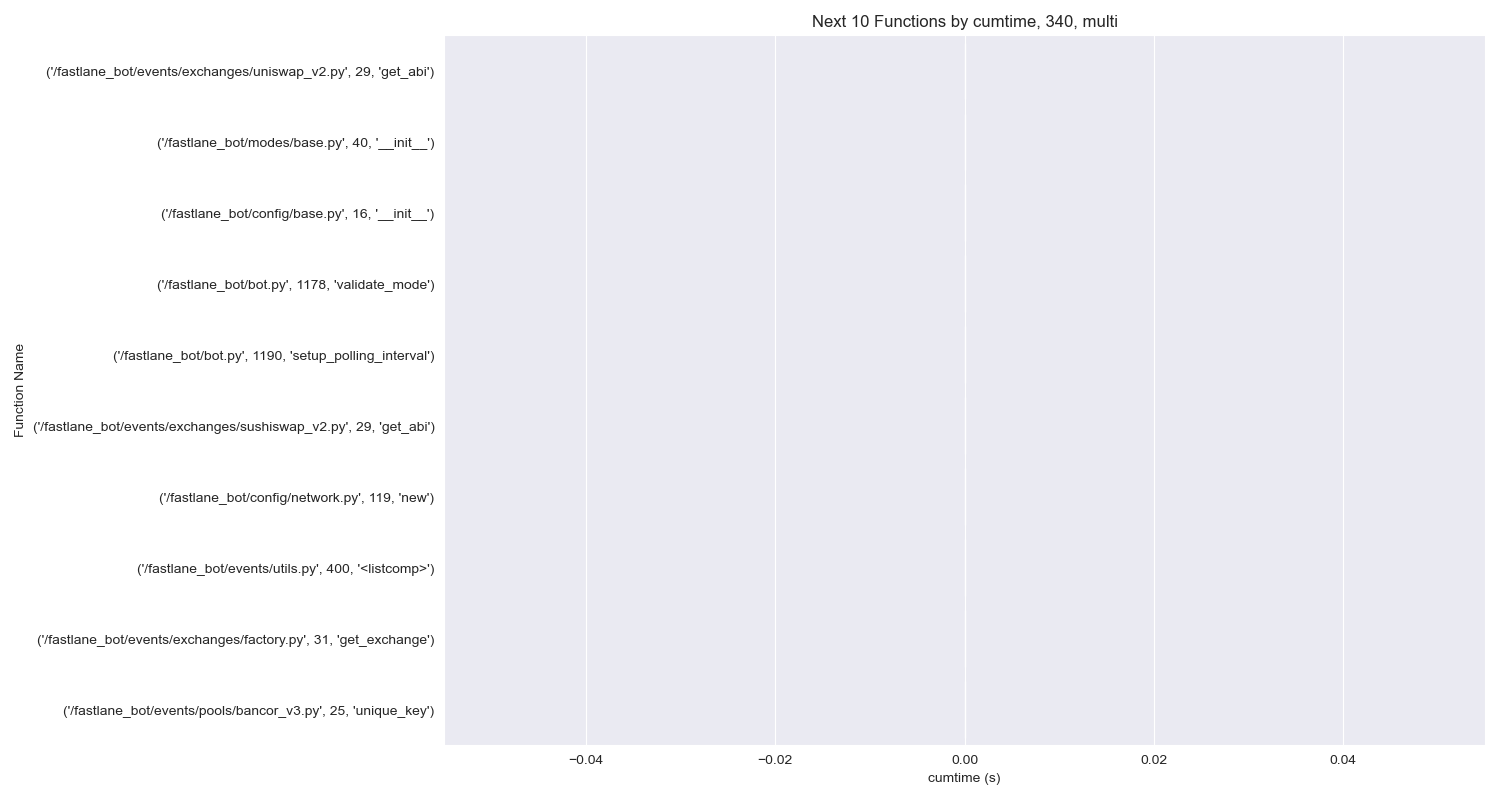 Next 10 Functions by cumtime, 340, multi
('/fastlane_bot/events/exchanges/uniswap_v2.py', 29, 'get_abi')
('/fastlane_bot/modes/base.py', 40, '__init__')
('/fastlane_bot/config/base.py', 16, '__init__')
('/fastlane_bot/bot.py', 1178, 'validate_mode')
('/fastlane_bot/bot.py', 1190, 'setup_polling_interval')
Function Name
('/fastlane_bot/events/exchanges/sushiswap_v2.py', 29, 'get_abi')
('/fastlane_bot/config/network.py', 119, 'new')
('/fastlane_bot/events/utils.py', 400, '<listcomp>')
('/fastlane_bot/events/exchanges/factory.py', 31, 'get_exchange')
('/fastlane_bot/events/pools/bancor_v3.py', 25, 'unique_key')
−0.04 −0.02 0.00 0.02 0.04
cumtime (s)